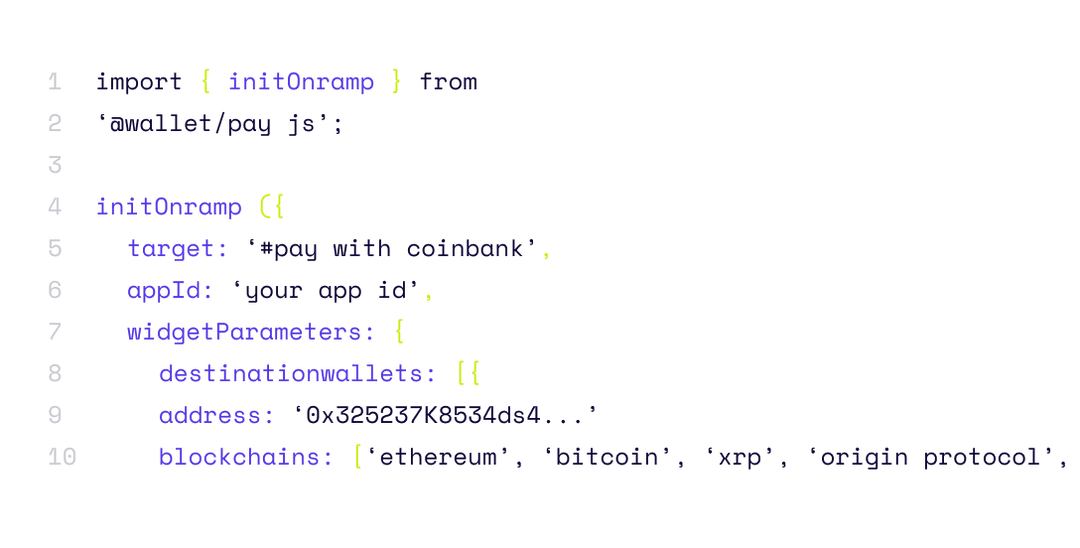 1 import { initOnramp } from
2 ‘@wallet/pay js’;
3
4 initOnramp ({
5 target: ‘#pay with coinbank’,
6 appId: ‘your app id’,
7 widgetParameters: {
8 destinationwallets: [{
9 address: ‘0x325237K8534ds4...’
10 blockchains: [‘ethereum’, ‘bitcoin’, ‘xrp’, ‘origin protocol’,